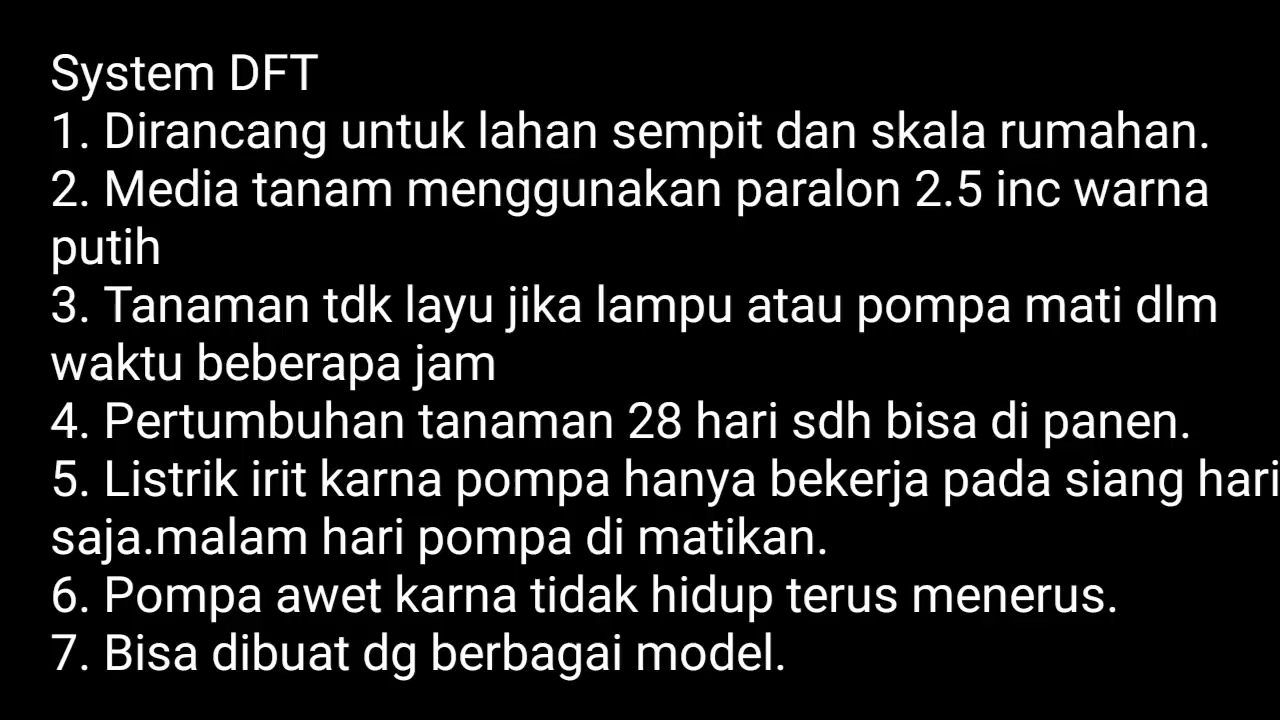 System DFT
1. Dirancang untuk lahan sempit dan skala rumahan.
2. Media tanam menggunakan paralon 2.5 inc warna
putih
3. Tanaman tdk layu jika lampu atau pompa mati dlm
waktu beberapa jam
4. Pertumbuhan tanaman 28 hari sdh bisa di panen.
5. Listrik irit karna pompa hanya bekerja pada siang hari
saja.malam hari pompa di matikan.
6. Pompa awet karna tidak hidup terus menerus.
7. Bisa dibuat dg berbagai model.